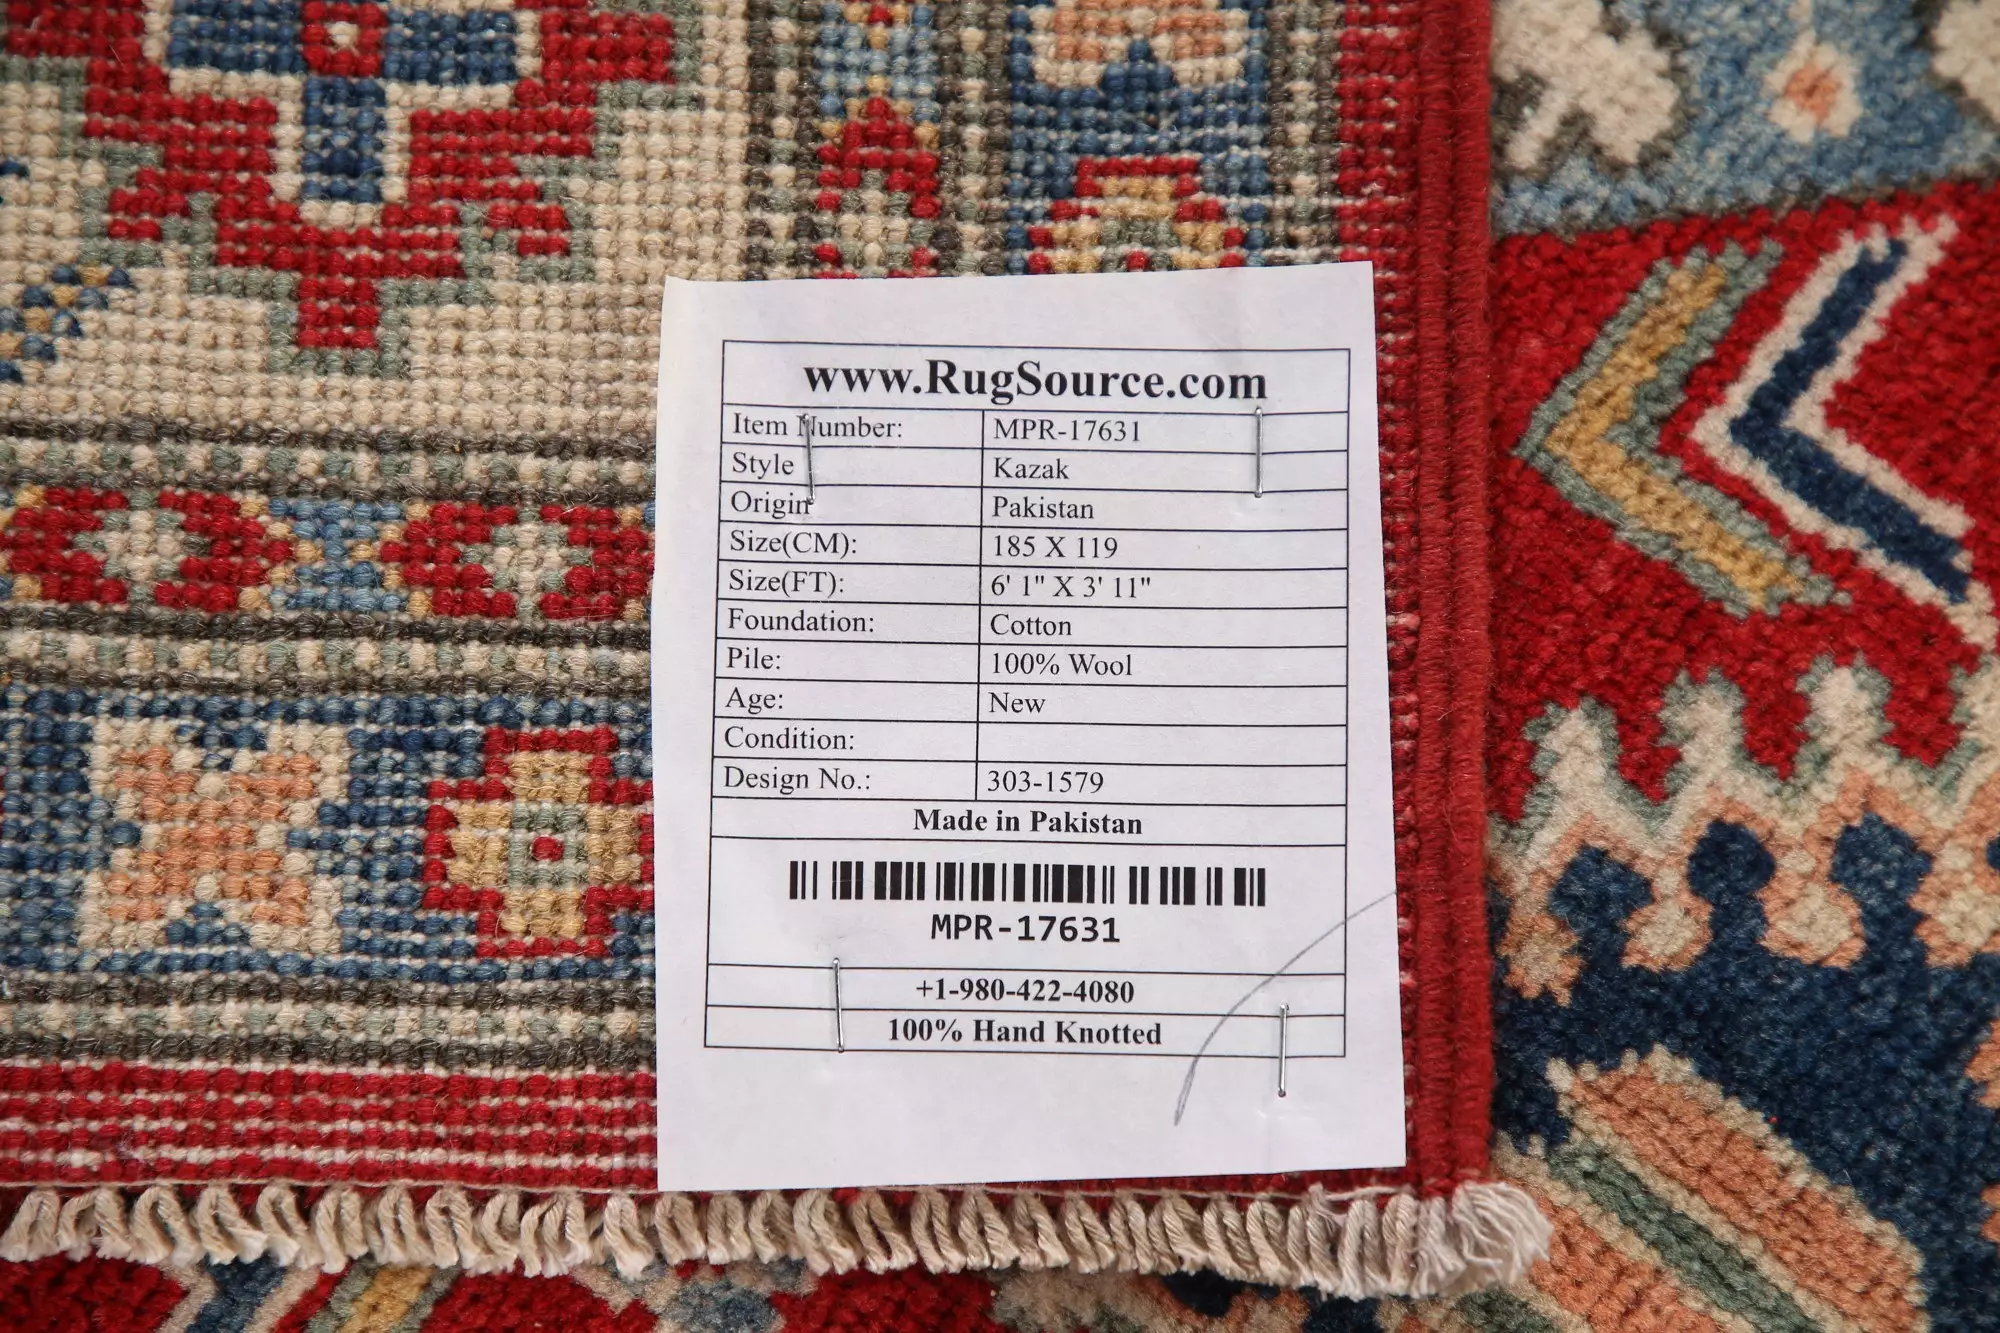 www.RugSource.com
Item Number: MPR-17631
Style Kazak
Origin Pakistan
Size(CM): 185 X 119
Size(FT): 6' 1" X 3' 11"
Foundation: Cotton
Pile: 100% Wool
Age: New
Condition:
Design No.: 303-1579
Made in Pakistan
MPR-17631
+1-980-422-4080
100% Hand Knotted